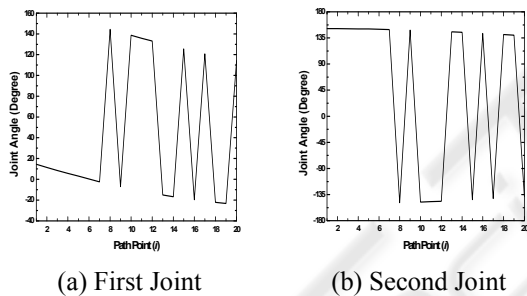 160
140
120
100
80
60
40
20
0
-20
-40
Joint Angle (Degree)
2 4 6 8 10 12 14 16 18 20
Path Point (i)
(a) First Joint
180
135
90
45
0
-45
-90
-135
-180
Joint Angle (Degree)
2 4 6 8 10 12 14 16 18 20
Path Point (i)
(b) Second Joint